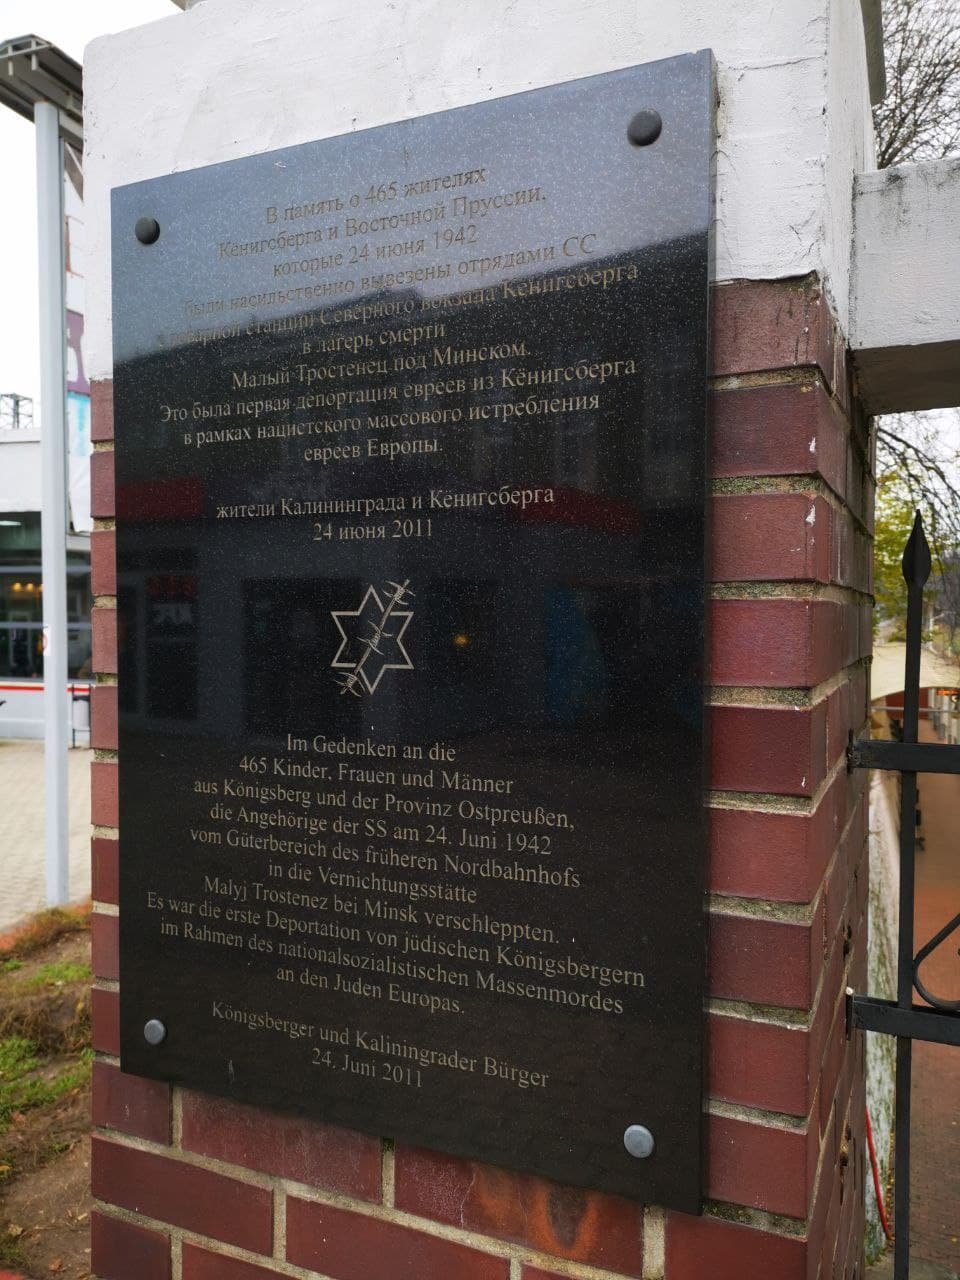 В память о 465 жителях
Кёнигсберга и Восточной Пруссии,
которые 24 июня 1942
были насильственно вывезены отрядами СС
с товарной станции Северного вокзала Кёнигсберга
в лагерь смерти
Малый Тростенец под Минском.
Это была первая депортация евреев из Кёнигсберга
в рамках нацистского массового истребления
евреев Европы.
жители Калининграда и Кёнигсберга
24 июня 2011
Im Gedenken an die
465 Kinder, Frauen und Männer
aus Königsberg und der Provinz Ostpreußen,
die Angehörige der SS am 24. Juni 1942
vom Güterbereich des früheren Nordbahnhofs
in die Vernichtungsstätte
Malyj Trostenez bei Minsk verschleppten.
Es war die erste Deportation von jüdischen Königsbergern
im Rahmen des nationalsozialistischen Massenmordes
an den Juden Europas.
Königsberger und Kaliningrader Bürger
24. Juni 2011